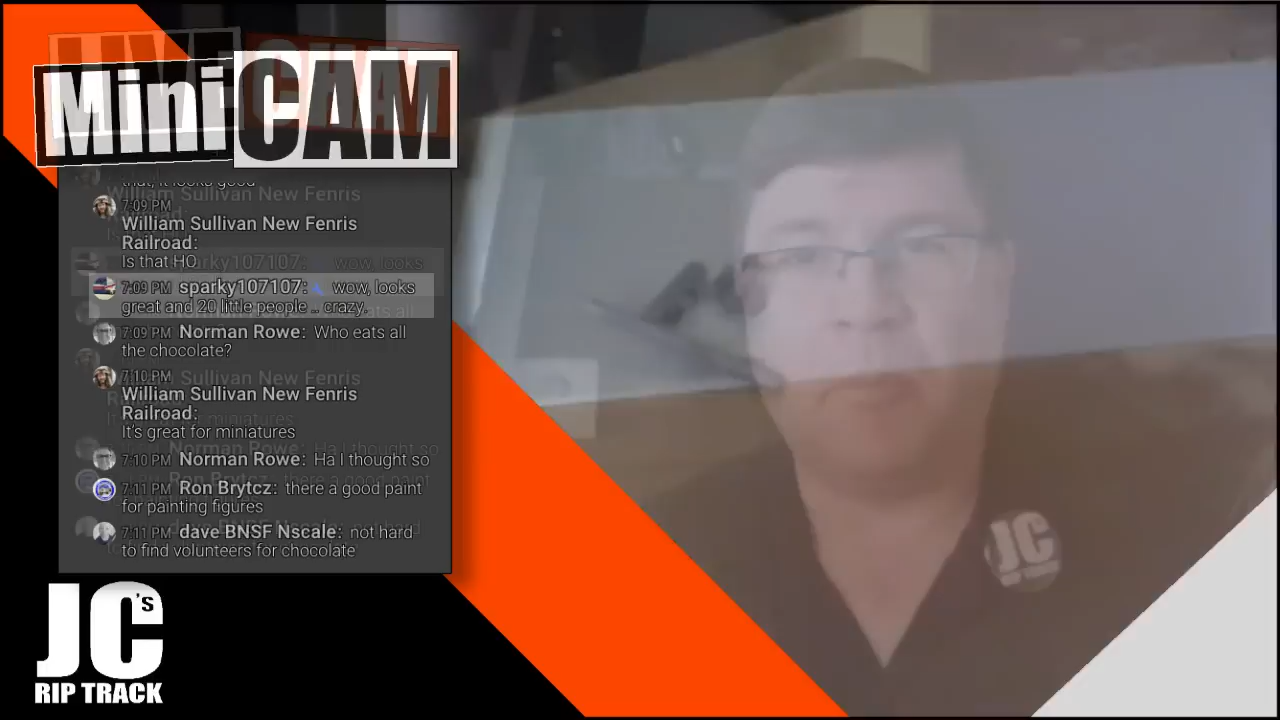 LIVE CHAT
MiniCAM
that, it looks good
7:09 PM
William Sullivan New Fenris
Railroad:
Is that HO
7:09 PM sparky107107: wow, looks
great and 20 little people .. crazy.
7:09 PM Norman Rowe: Who eats all
the chocolate?
7:10 PM
William Sullivan New Fenris
Railroad:
It's great for miniatures
7:10 PM Norman Rowe: Ha I thought so
7:11 PM Ron Brytcz: there a good paint
for painting figures
7:11 PM dave BNSF Nscale: not hard
to find volunteers for chocolate
JC's
RIP TRACK
JC
RIP TRACK